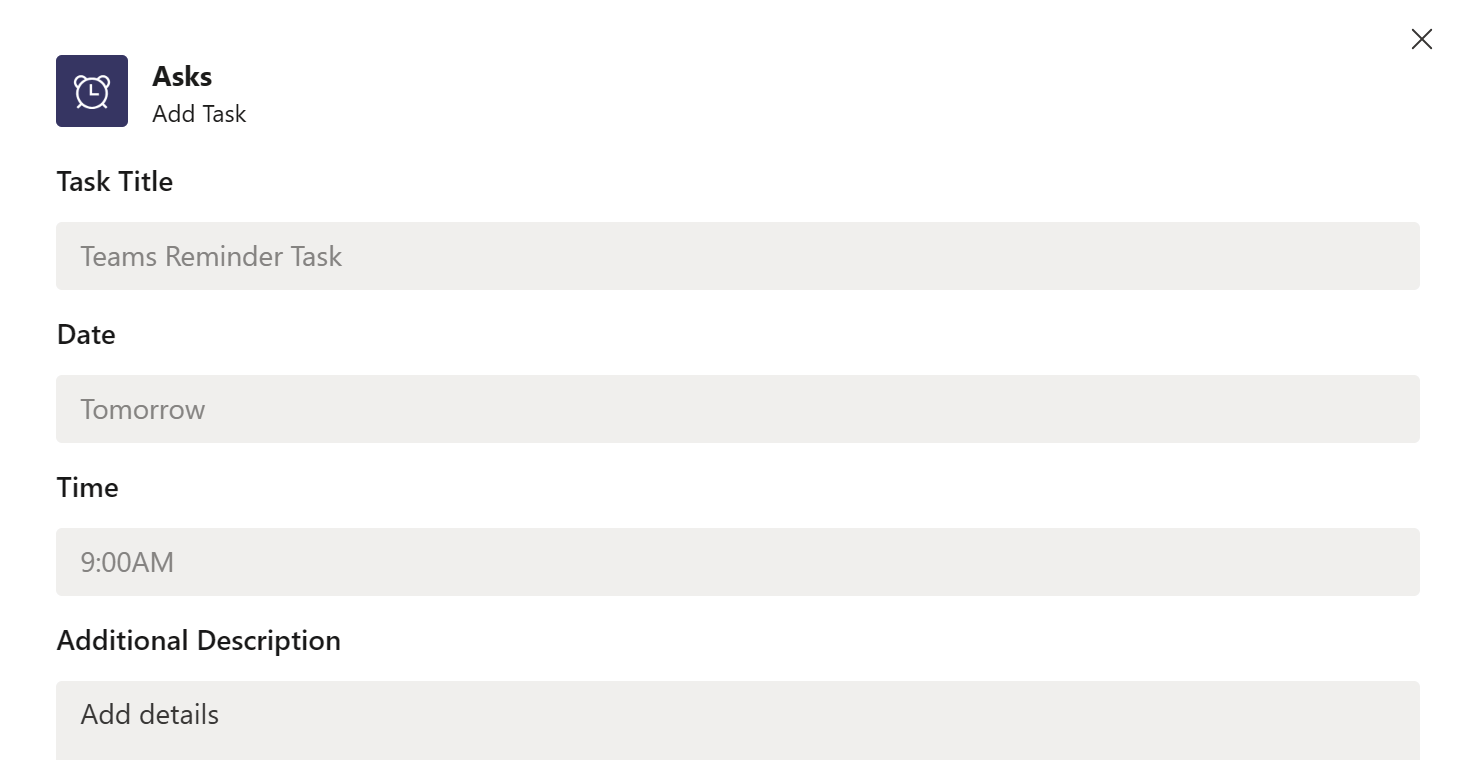 Asks
Add Task
Task Title
Teams Reminder Task
Date
Tomorrow
Time
9:00AM
Additional Description
Add details